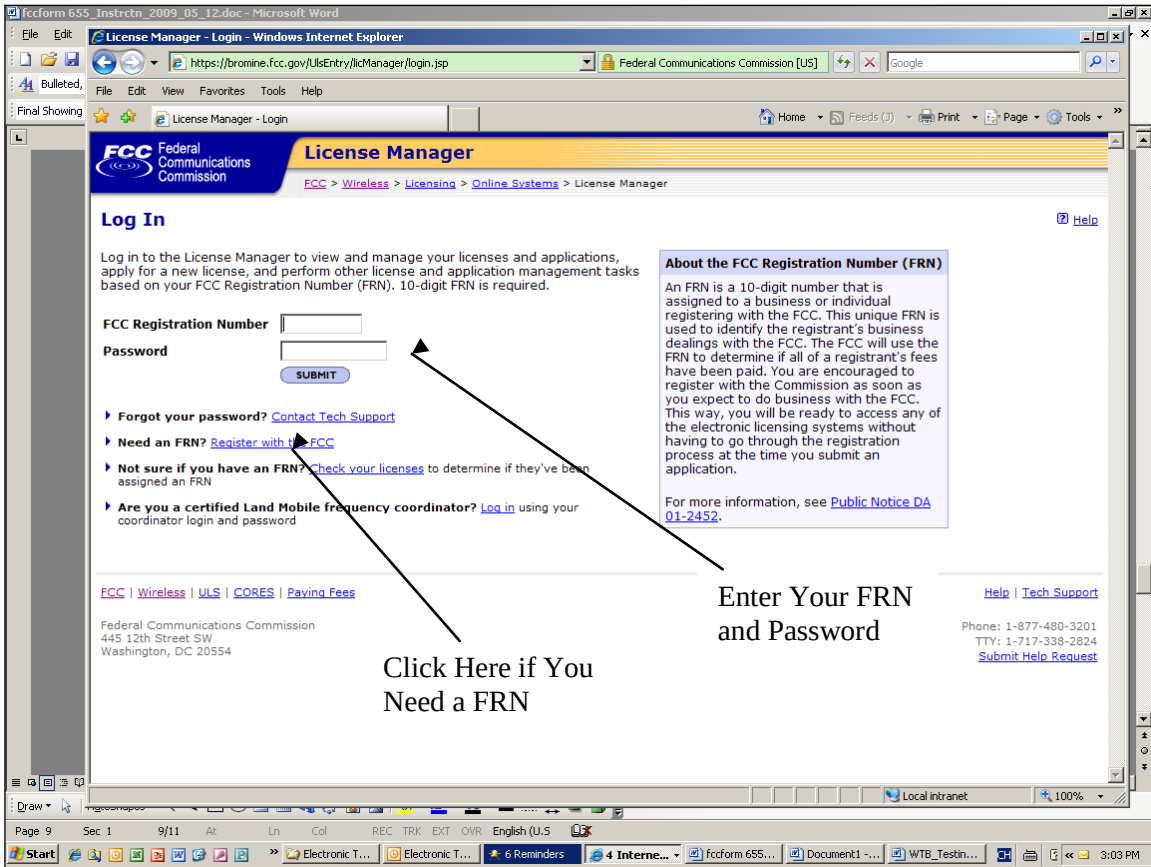 fccform 655_Instrctn_2009_05_12.doc - Microsoft Word
File Edit
License Manager - Login - Windows Internet Explorer
https://bromine.fcc.gov/UlsEntry/licManager/login.jsp
Federal Communications Commission [US]
Google
Bulleted,
File Edit View Favorites Tools Help
Final Showing
License Manager - Login
Home Feeds (J) Print Page Tools
FCC Federal Communications Commission
License Manager
FCC > Wireless > Licensing > Online Systems > License Manager
Log In
Help
Log in to the License Manager to view and manage your licenses and applications,
apply for a new license, and perform other license and application management tasks
based on your FCC Registration Number (FRN). 10-digit FRN is required.
FCC Registration Number
Password
SUBMIT
Forgot your password? Contact Tech Support
Need an FRN? Register with the FCC
Not sure if you have an FRN? Check your licenses to determine if they've been
assigned an FRN
Are you a certified Land Mobile frequency coordinator? Log in using your
coordinator login and password
About the FCC Registration Number (FRN)
An FRN is a 10-digit number that is
assigned to a business or individual
registering with the FCC. This unique FRN is
used to identify the registrant's business
dealings with the FCC. The FCC will use the
FRN to determine if all of a registrant's fees
have been paid. You are encouraged to
register with the Commission as soon as
you expect to do business with the FCC.
This way, you will be ready to access any of
the electronic licensing systems without
having to go through the registration
process at the time you submit an
application.
For more information, see Public Notice DA
01-2452.
FCC | Wireless | ULS | CORES | Paying Fees
Help | Tech Support
Federal Communications Commission
445 12th Street SW
Washington, DC 20554
Phone: 1-877-480-3201
TTY: 1-717-338-2824
Submit Help Request
Enter Your FRN
and Password
Click Here if You
Need a FRN
Local intranet
100%
Draw
Page 9 Sec 1 9/11 At Ln Col REC TRK EXT OVR English (U.S
Start
Electronic T...
Electronic T...
6 Reminders
4 Interne...
fccform 655...
Document1 -...
WTB_Testin...
CH
3:03 PM